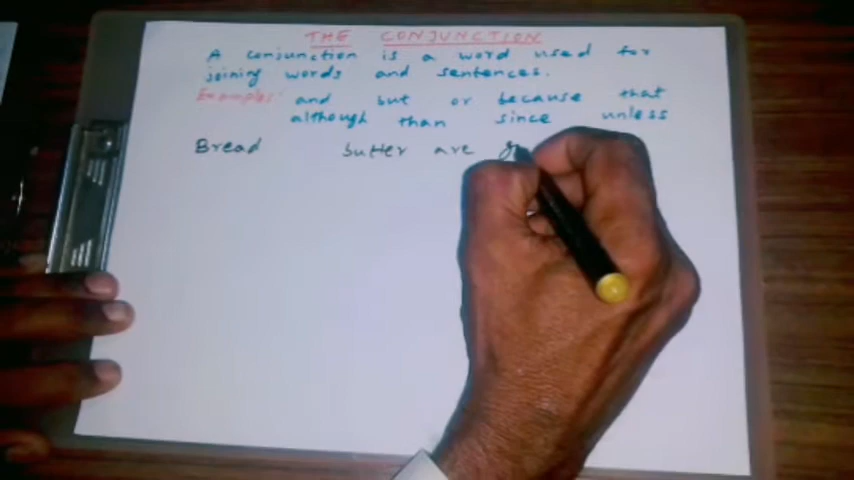 THE CONJUNCTION
A conjunction is a word used for
joining words and sentences.
Examples: and but or because that
although than since unless
Bread butter are